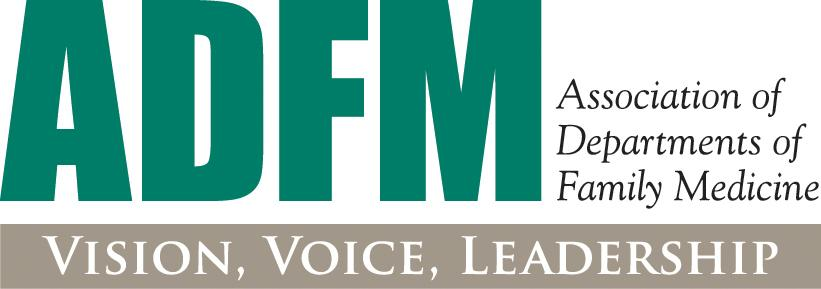 ADFM
Association of
Departments of
Family Medicine
VISION, VOICE, LEADERSHIP